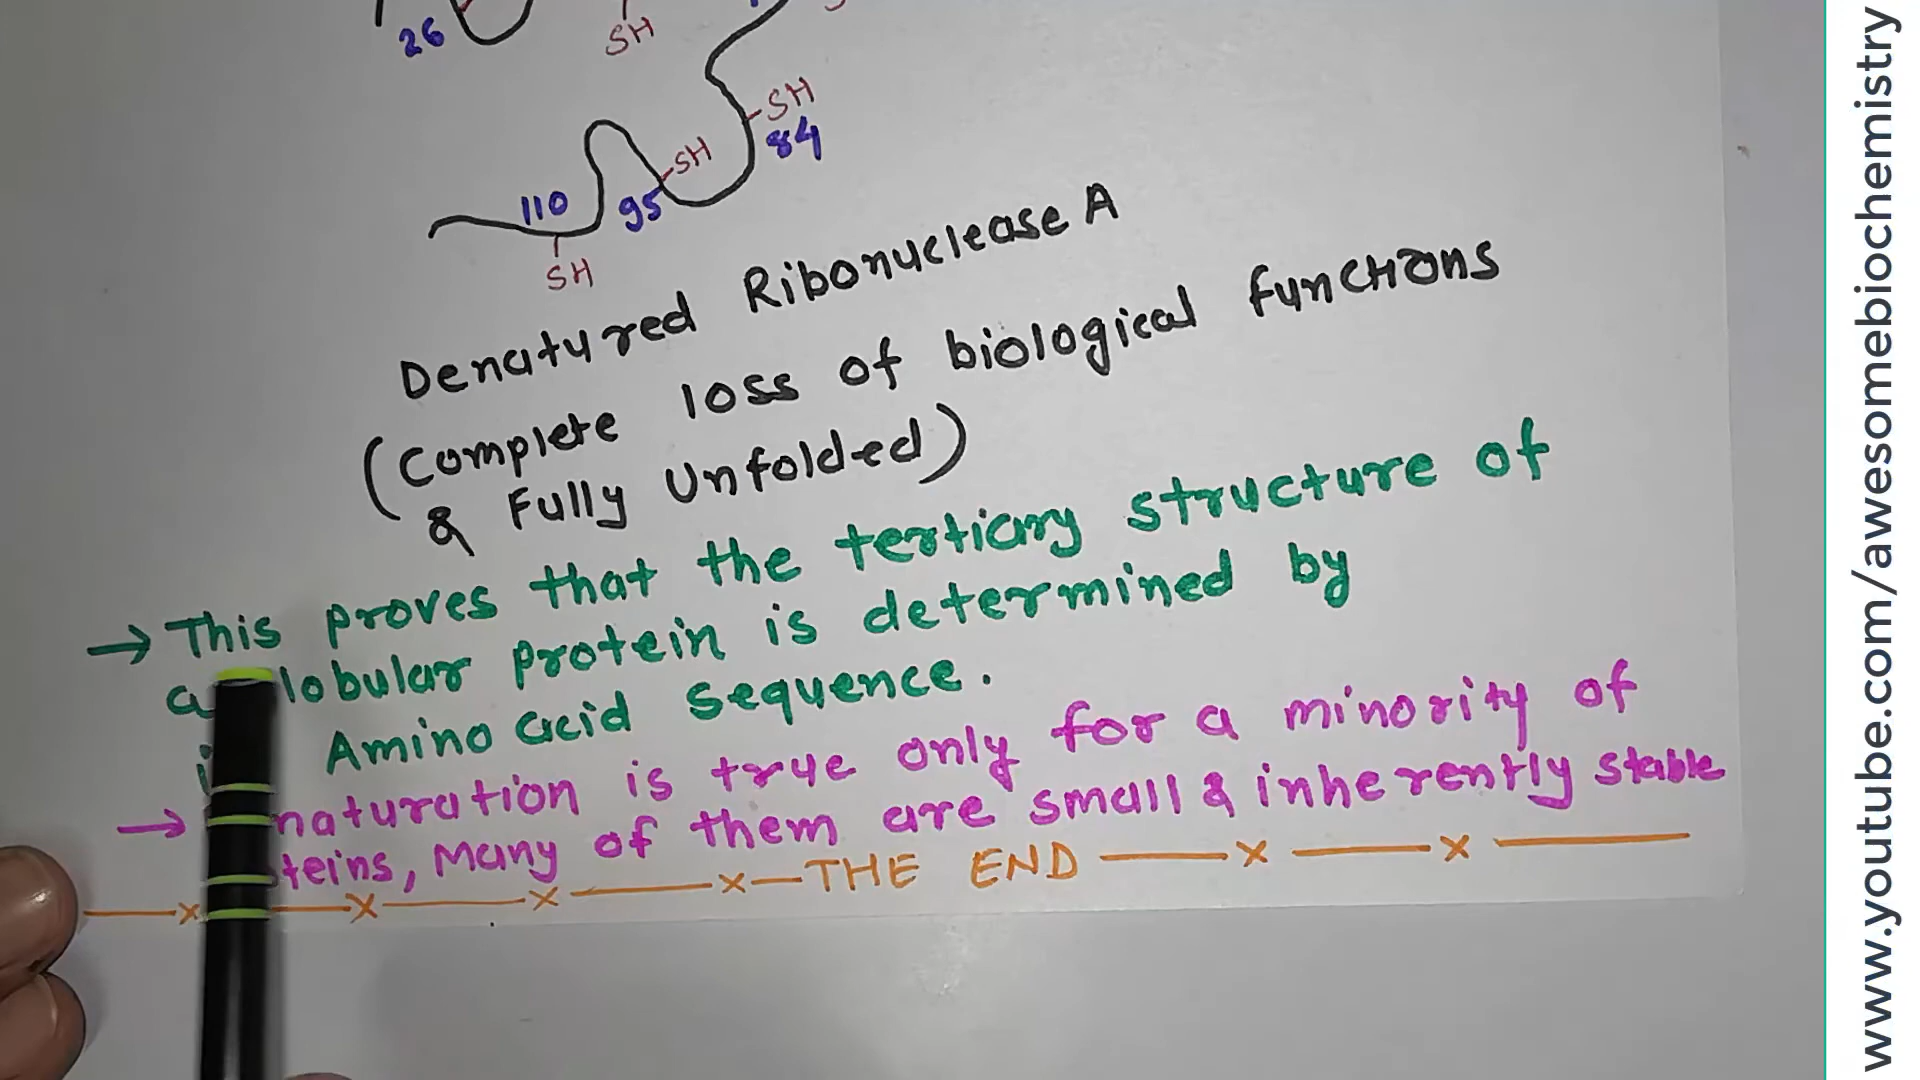 26
SH
SH
84
SH
110
95
SH
Denatured Ribonuclease A
(Complete loss of biological functions
& Fully Unfolded)
→ This proves that the tertiary structure of
a lobular protein is determined by
Amino acid sequence.
→ naturation is true only for a minority of
teins, Many of them are small & inherently stable
THE END
www.youtube.com/awesomebiochemistry